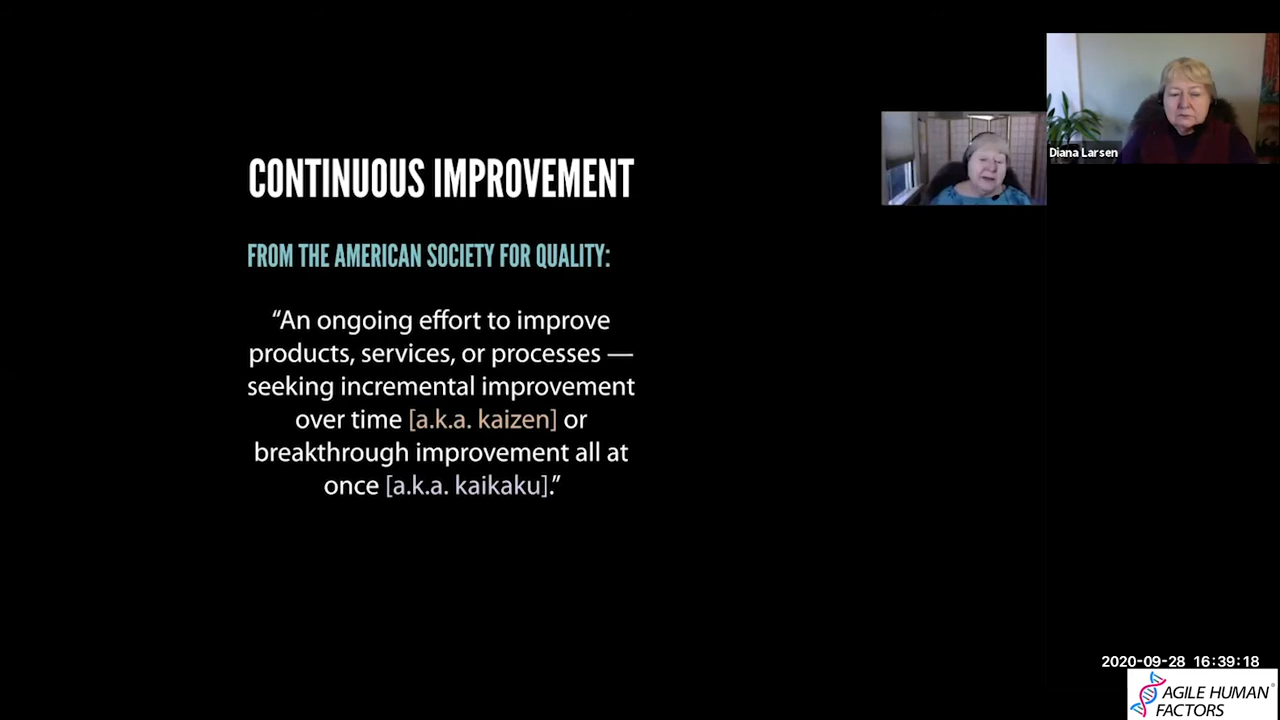 CONTINUOUS IMPROVEMENT
FROM THE AMERICAN SOCIETY FOR QUALITY:
“An ongoing effort to improve
products, services, or processes —
seeking incremental improvement
over time [a.k.a. kaizen] or
breakthrough improvement all at
once [a.k.a. kaikaku].”
Diana Larsen
2020-09-28 16:39:18
AGILE HUMAN®
FACTORS